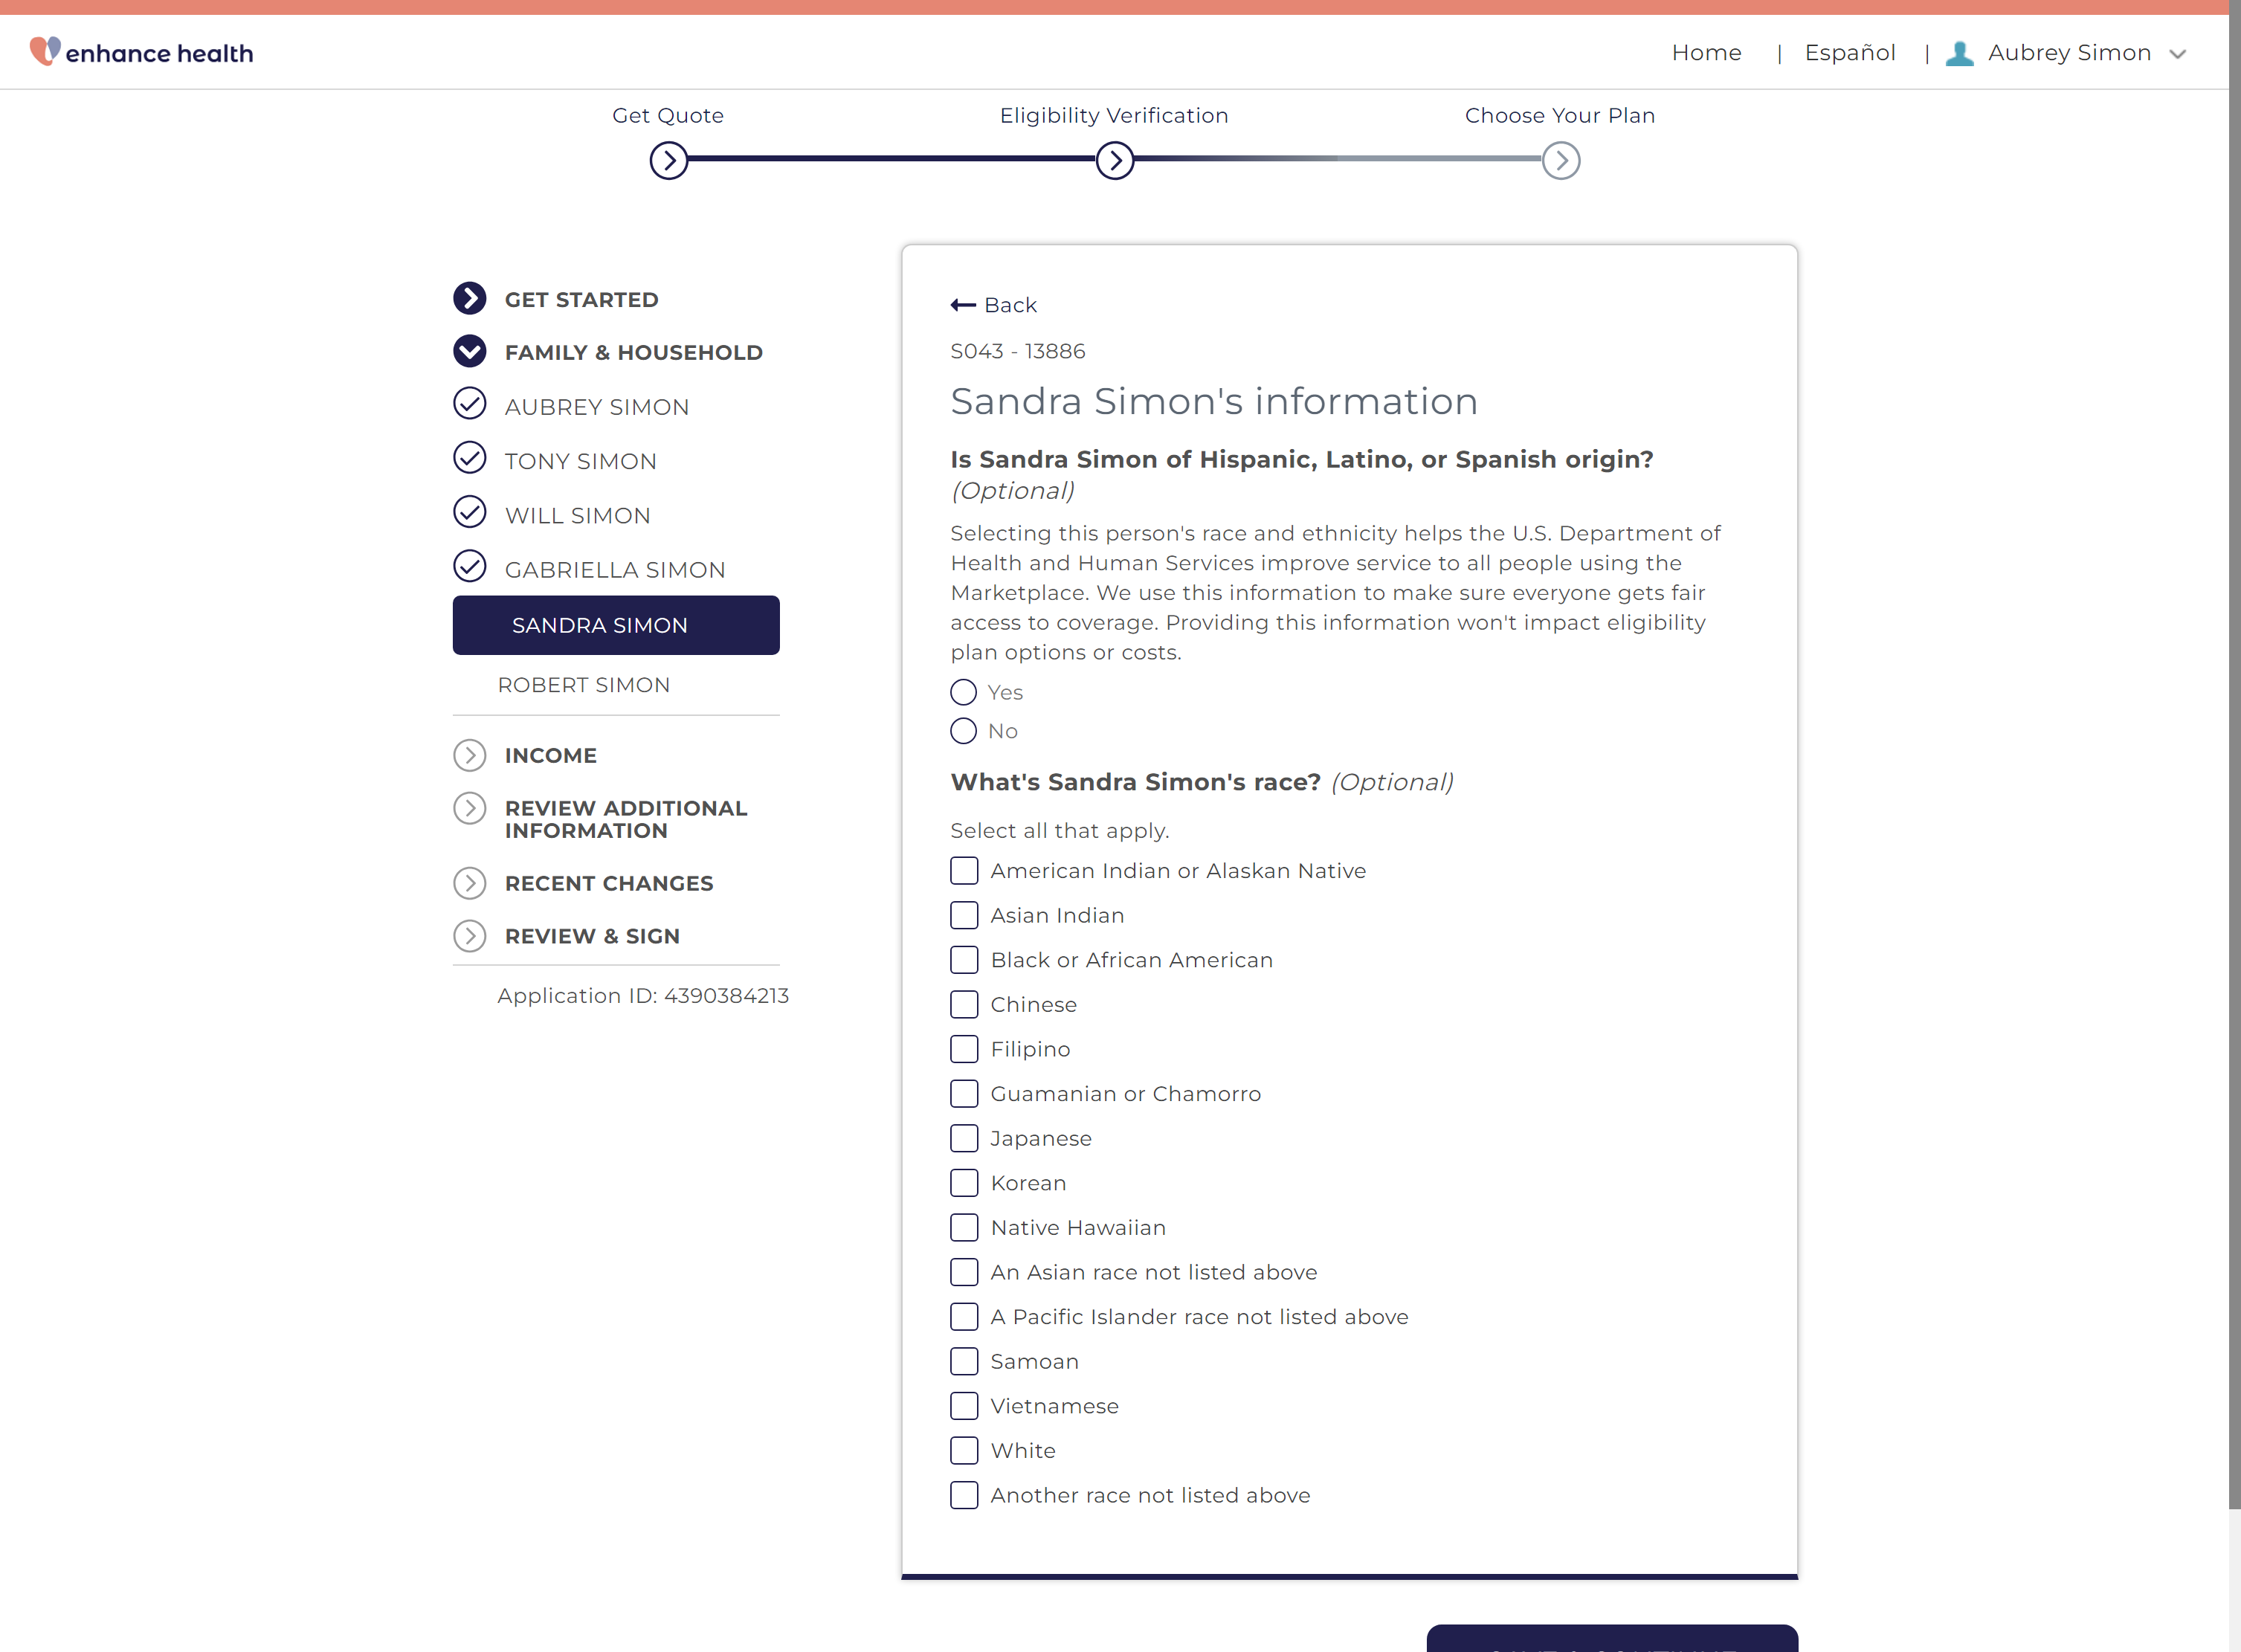 enhance health
Home | Español | Aubrey Simon
Get Quote
Eligibility Verification
Choose Your Plan
GET STARTED
FAMILY & HOUSEHOLD
AUBREY SIMON
TONY SIMON
WILL SIMON
GABRIELLA SIMON
SANDRA SIMON
ROBERT SIMON
INCOME
REVIEW ADDITIONAL
INFORMATION
RECENT CHANGES
REVIEW & SIGN
Application ID: 4390384213
Back
S043 - 13886
Sandra Simon's information
Is Sandra Simon of Hispanic, Latino, or Spanish origin?
(Optional)
Selecting this person's race and ethnicity helps the U.S. Department of
Health and Human Services improve service to all people using the
Marketplace. We use this information to make sure everyone gets fair
access to coverage. Providing this information won't impact eligibility
plan options or costs.
Yes
No
What's Sandra Simon's race? (Optional)
Select all that apply.
American Indian or Alaskan Native
Asian Indian
Black or African American
Chinese
Filipino
Guamanian or Chamorro
Japanese
Korean
Native Hawaiian
An Asian race not listed above
A Pacific Islander race not listed above
Samoan
Vietnamese
White
Another race not listed above